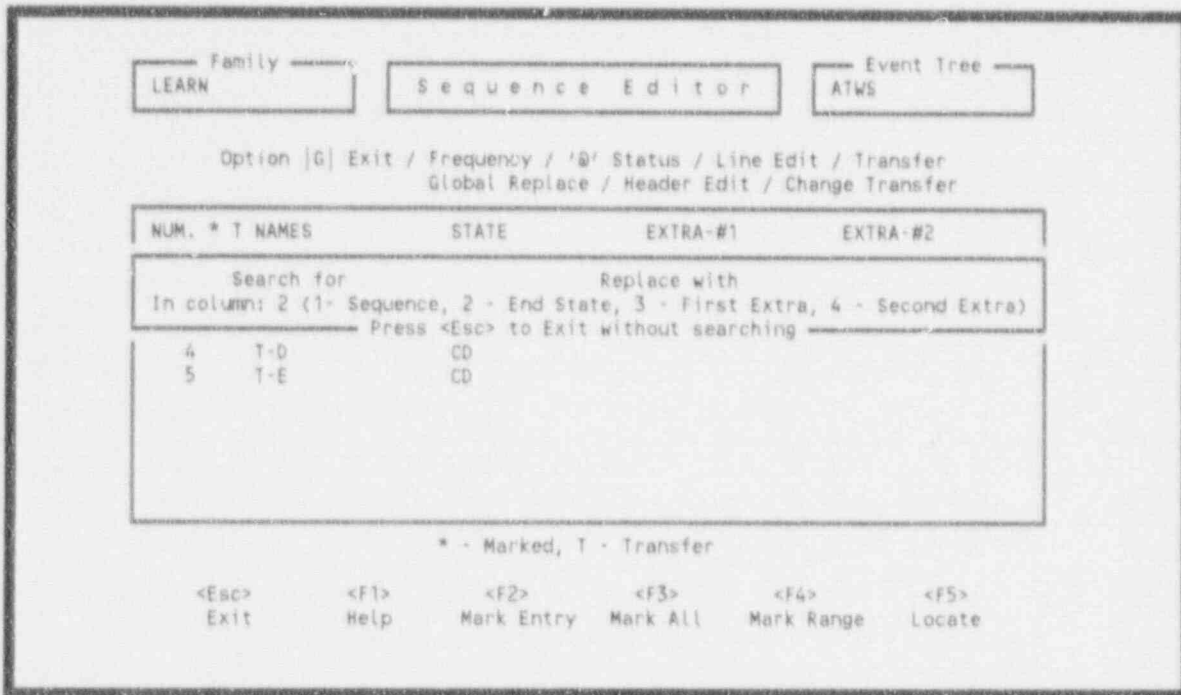 Family
LEARN
Sequence Editor
Event Tree
ATWS
Option |G| Exit / Frequency / '@' Status / Line Edit / Transfer
Global Replace / Header Edit / Change Transfer
NUM. * T NAMES STATE EXTRA-#1 EXTRA-#2
Search for Replace with
In column: 2 (1- Sequence, 2 - End State, 3 - First Extra, 4 - Second Extra)
Press <Esc> to Exit without searching
4 T-D CD
5 T-E CD
* - Marked, T - Transfer
<Esc> <F1> <F2> <F3> <F4> <F5>
Exit Help Mark Entry Mark All Mark Range Locate